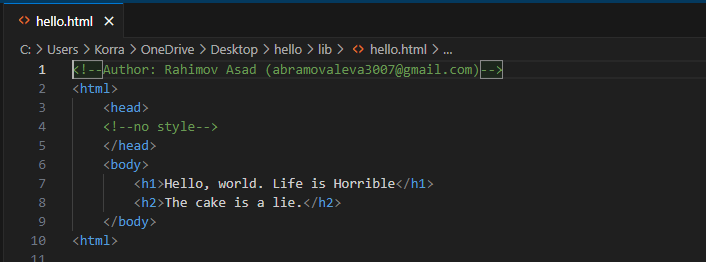 hello.html
C: > Users > Korra > OneDrive > Desktop > hello > lib > hello.html > ...
1 <!--Author: Rahimov Asad (abramovaleva3007@gmail.com)-->
2 <html>
3     <head>
4     <!--no style-->
5     </head>
6     <body>
7         <h1>Hello, world. Life is Horrible</h1>
8         <h2>The cake is a lie.</h2>
9     </body>
10 <html>
11